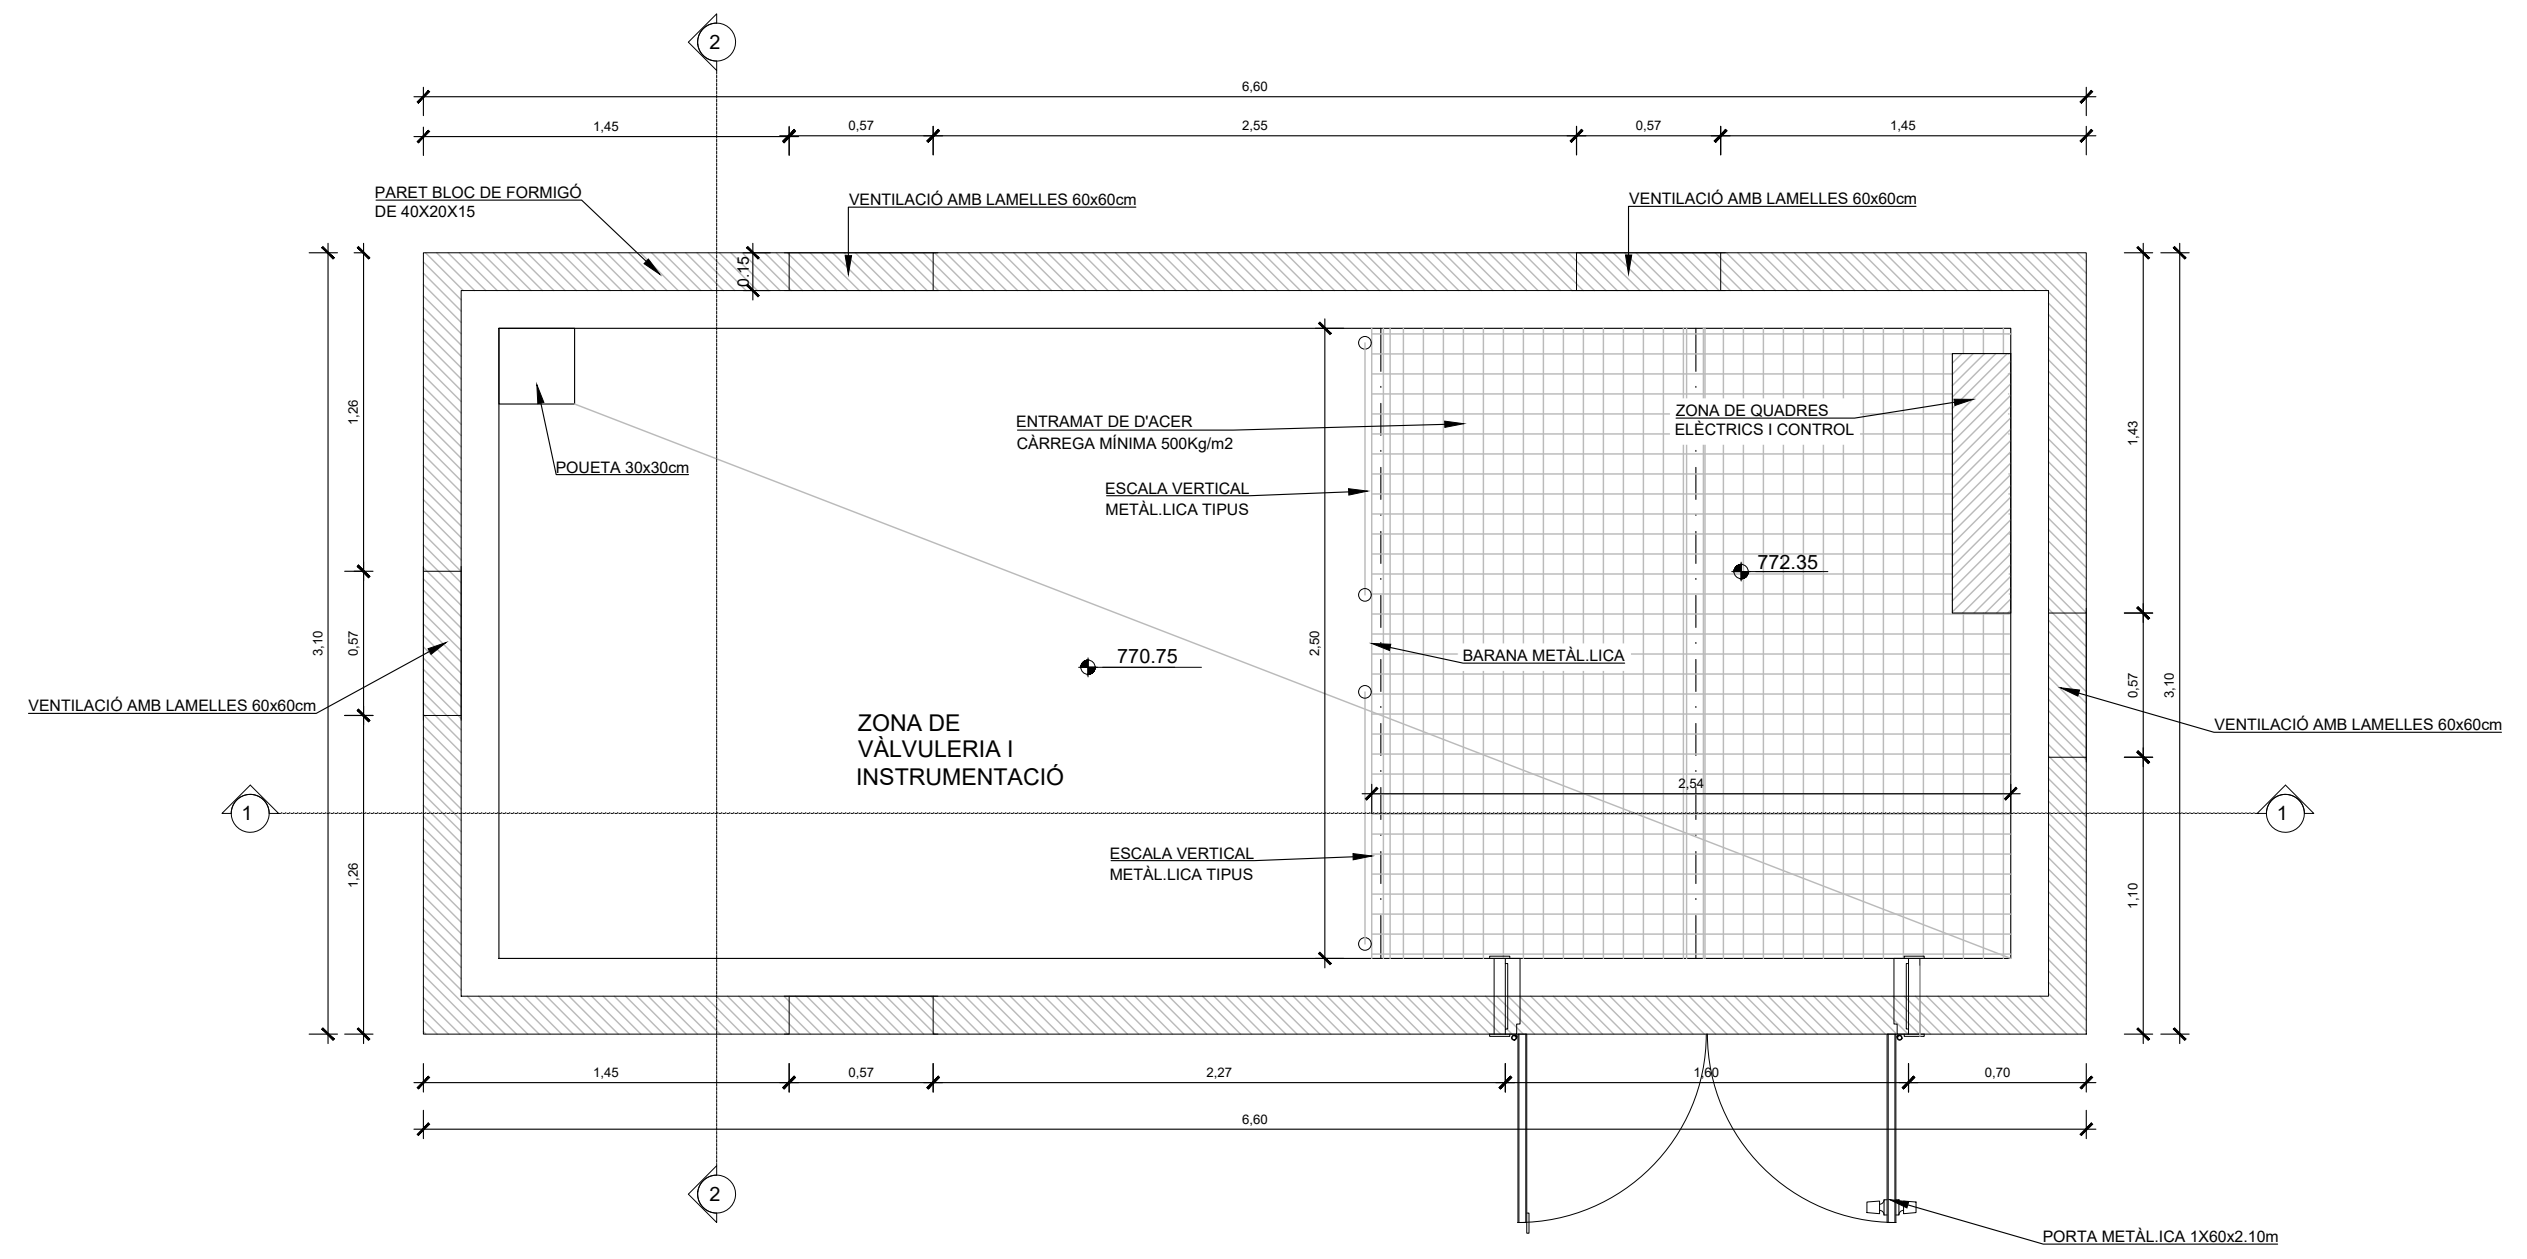 2
6,60
1,45
0,57
2,55
0,57
1,45
PARET BLOC DE FORMIGÓ
DE 40X20X15
VENTILACIÓ AMB LAMELLES 60x60cm
VENTILACIÓ AMB LAMELLES 60x60cm
0.15
1,26
ENTRAMAT DE D'ACER
CÀRREGA MÍNIMA 500Kg/m2
ZONA DE QUADRES
ELÈCTRICS I CONTROL
1,43
POUETA 30x30cm
ESCALA VERTICAL
METÀL.LICA TIPUS
772.35
3,10
0,57
2,50
770.75
BARANA METÀL.LICA
0,57
3,10
VENTILACIÓ AMB LAMELLES 60x60cm
VENTILACIÓ AMB LAMELLES 60x60cm
ZONA DE
VÀLVULERIA I
INSTRUMENTACIÓ
2,54
1
1
ESCALA VERTICAL
METÀL.LICA TIPUS
1,26
1,10
1,45
0,57
2,27
1,60
0,70
6,60
2
PORTA METÀL.ICA 1X60x2.10m